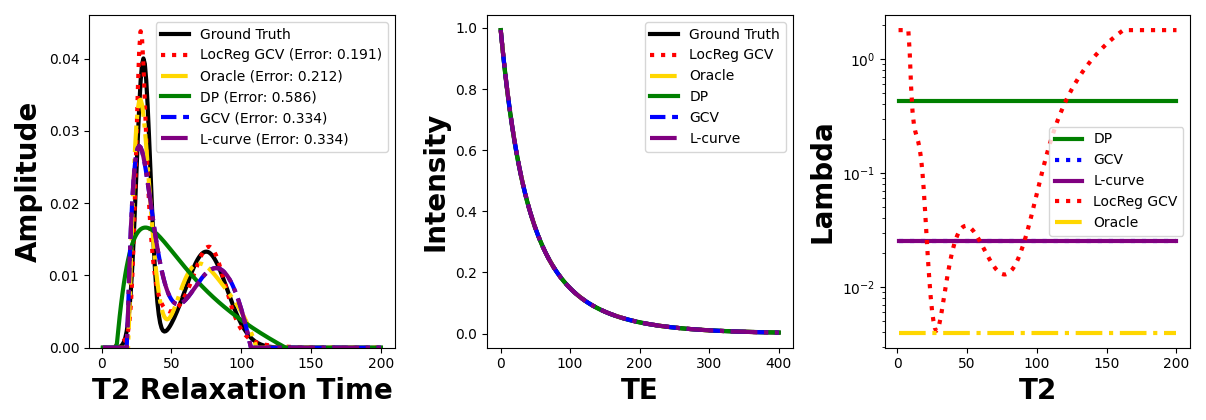 Amplitude
0.04
0.03
0.02
0.01
0.00
Ground Truth
LocReg GCV (Error: 0.191)
Oracle (Error: 0.212)
DP (Error: 0.586)
GCV (Error: 0.334)
L-curve (Error: 0.334)
0 50 100 150 200
T2 Relaxation Time
Intensity
1.0
0.8
0.6
0.4
0.2
0.0
Ground Truth
LocReg GCV
Oracle
DP
GCV
L-curve
0 100 200 300 400
TE
Lambda
10⁰
10⁻¹
10⁻²
DP
GCV
L-curve
LocReg GCV
Oracle
0 50 100 150 200
T2